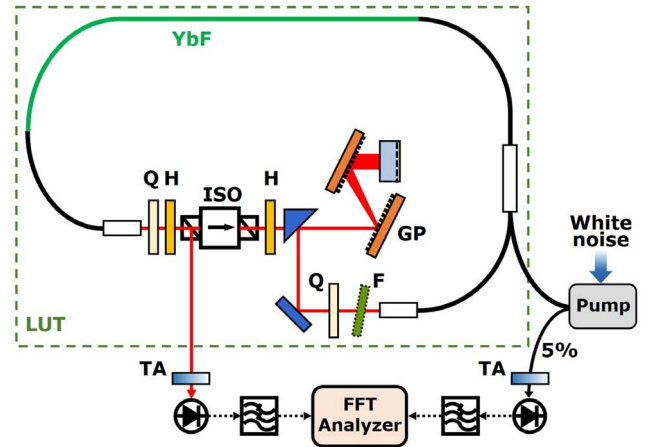 YbF
Q H ISO H
GP
White
noise
Pump
Q F
LUT
5%
TA
TA
FFT
Analyzer